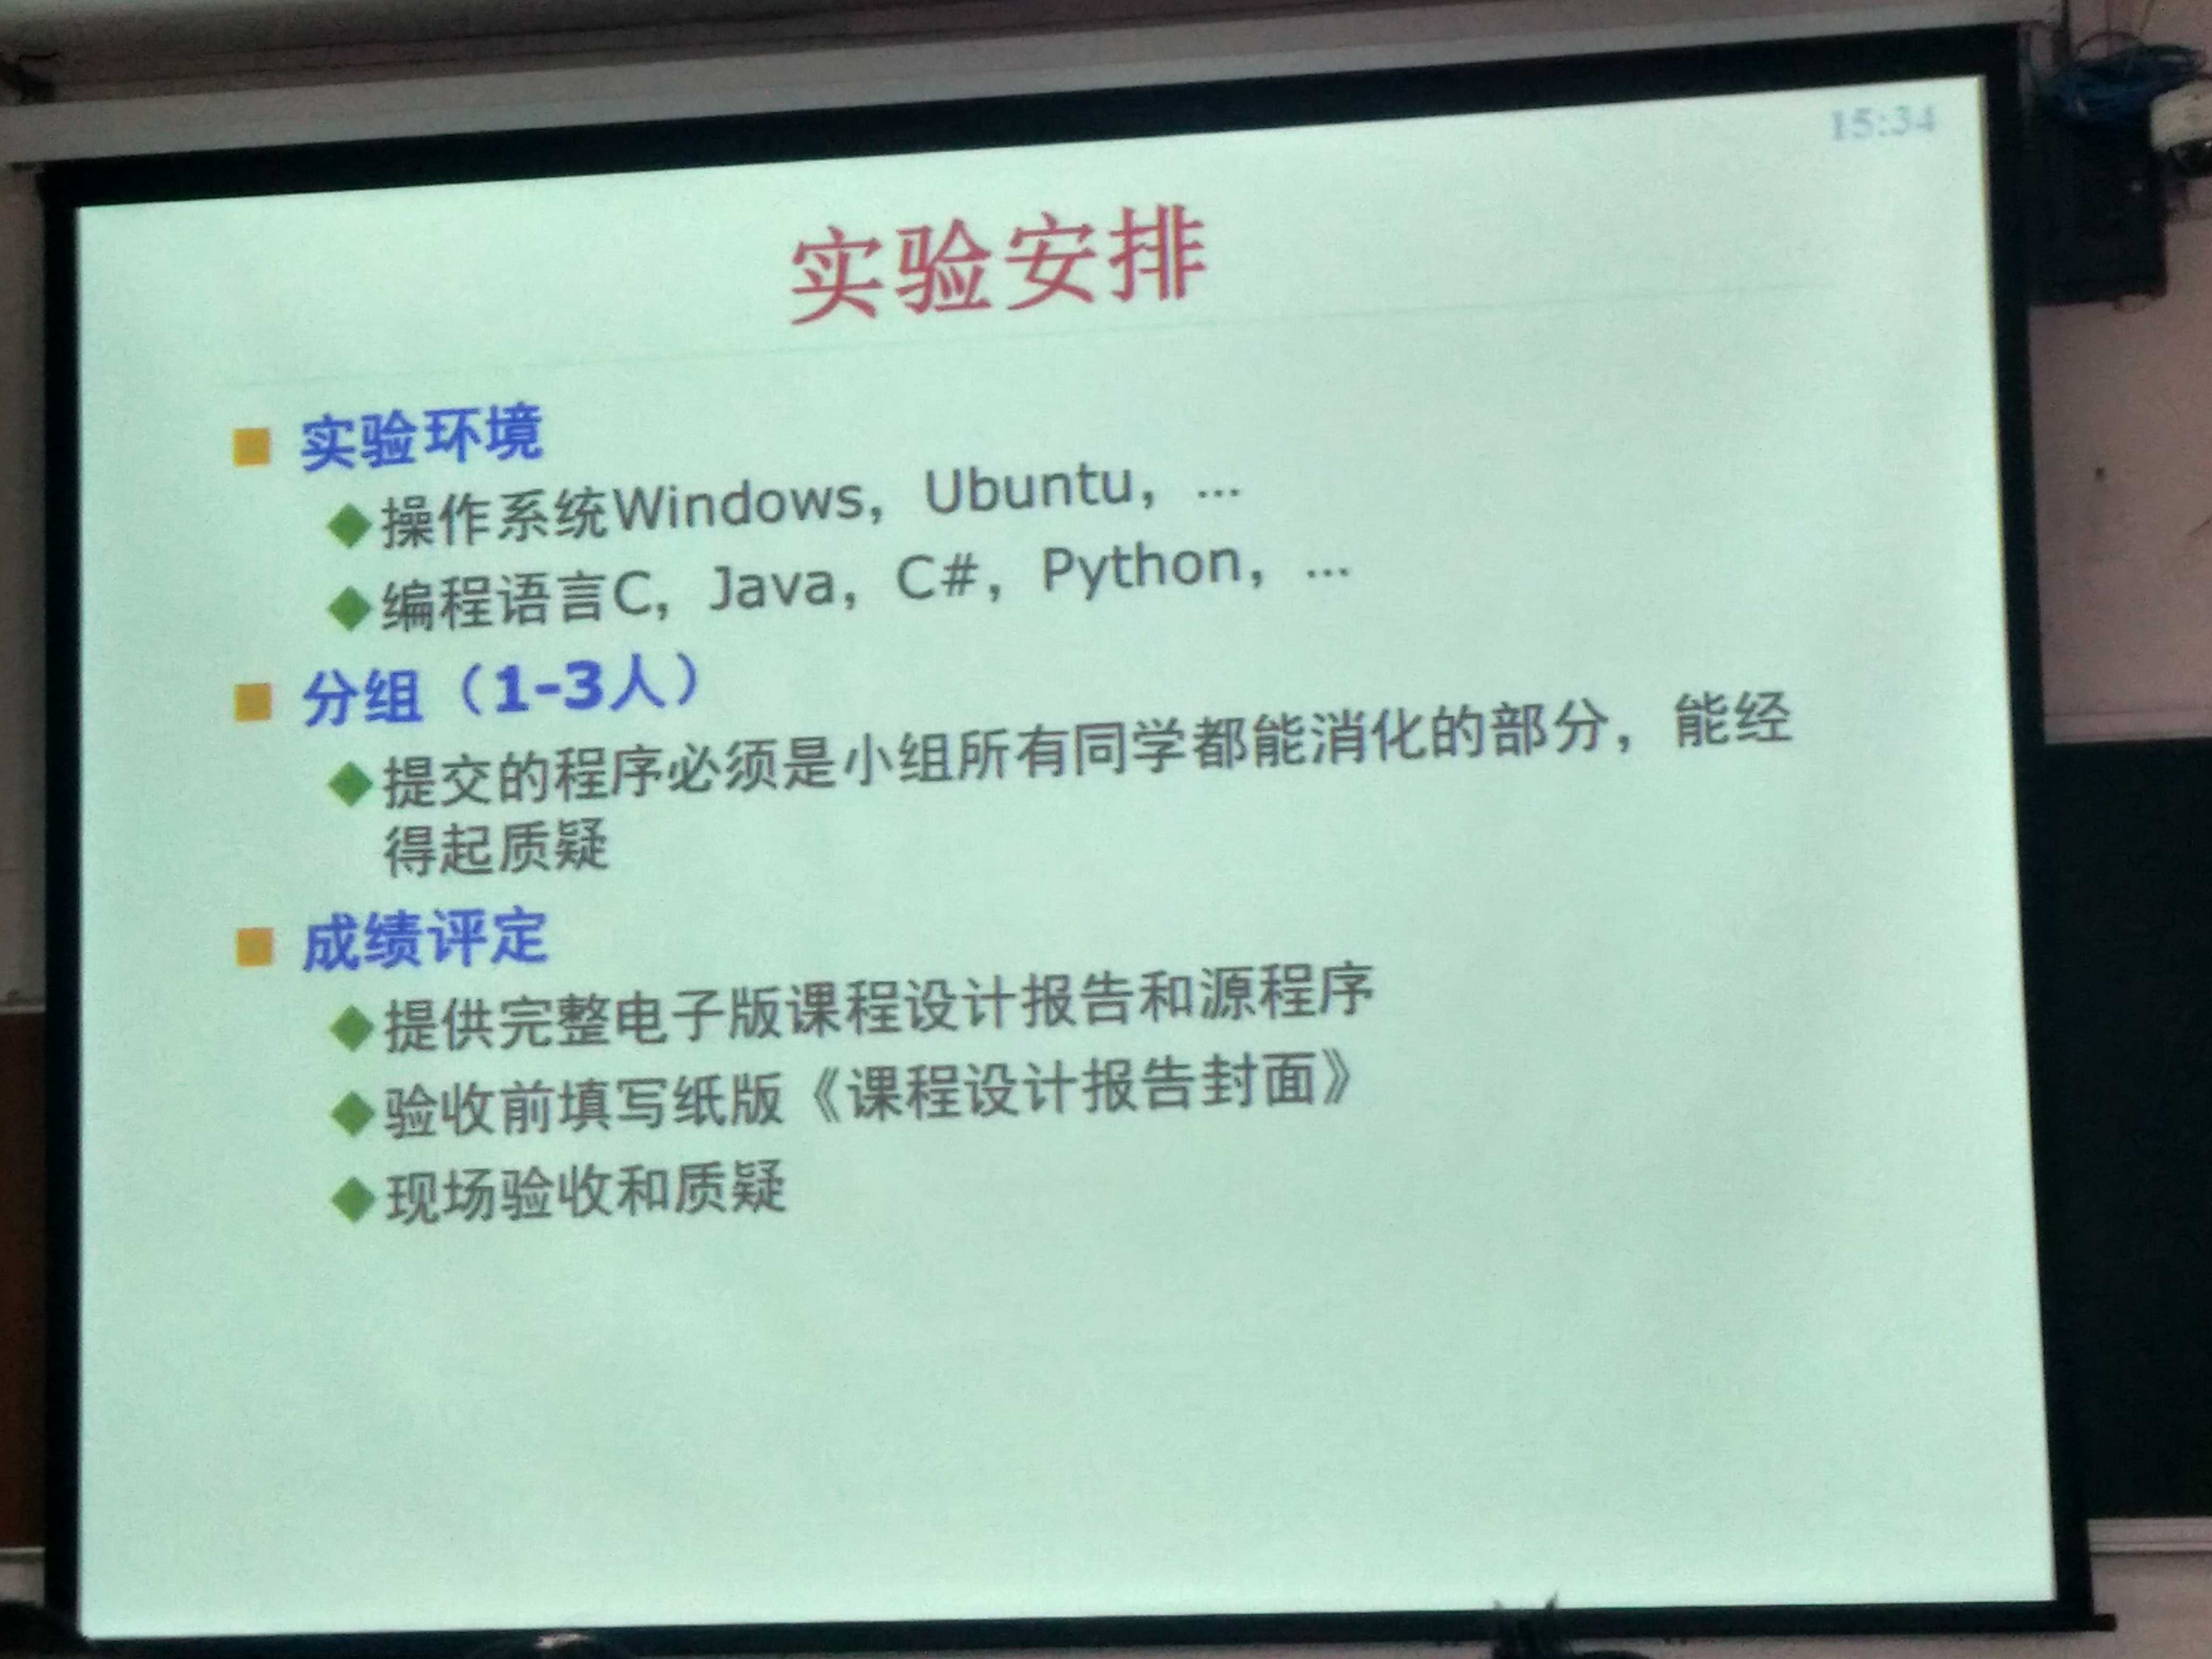 15:34
实验安排
实验环境
操作系统Windows，Ubuntu，…
编程语言C，Java，C#，Python，…
分组（1-3人）
提交的程序必须是小组所有同学都能消化的部分，能经
得起质疑
成绩评定
提供完整电子版课程设计报告和源程序
验收前填写纸版《课程设计报告封面》
现场验收和质疑